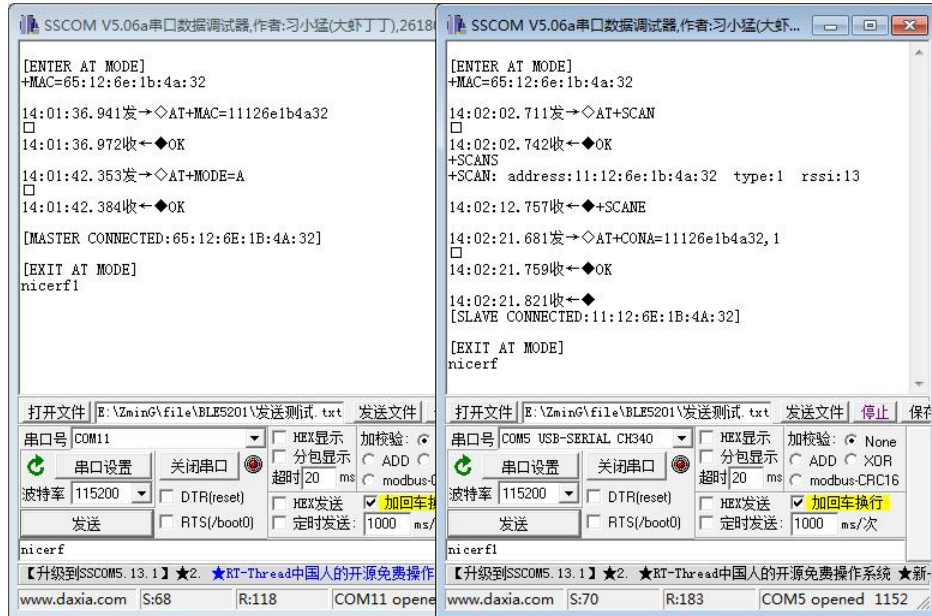 SSCOM V5.06a串口数据调试器,作者:习小猛(大虾丁丁),2618
[ENTER AT MODE]
+MAC=65:12:6e:1b:4a:32
14:01:36.941发→◇AT+MAC=11126e1b4a32
□
14:01:36.972收←◆OK
14:01:42.353发→◇AT+MODE=A
□
14:01:42.384收←◆OK
[MASTER CONNECTED:65:12:6E:1B:4A:32]
[EXIT AT MODE]
nicerf1
打开文件 E:\ZminG\file\BLE5201\发送测试.txt 发送文件
串口号 COM11 HEX显示 加校验:
串口设置 关闭串口 分包显示 ADD
超时 20 ms modbus-C
波特率 115200 DTR(reset) HEX发送 加回车换行
发送 RTS(/boot0) 定时发送: 1000 ms/
nicerf
【升级到SSCOM5.13.1】★2. ★RT-Thread中国人的开源免费操作
www.daxia.com S:68 R:118 COM11 opene
SSCOM V5.06a串口数据调试器,作者:习小猛(大虾...
[ENTER AT MODE]
+MAC=65:12:6e:1b:4a:32
14:02:02.711发→◇AT+SCAN
□
14:02:02.742收←◆OK
+SCANS
+SCAN: address:11:12:6e:1b:4a:32 type:1 rssi:13
14:02:12.757收←◆+SCANE
14:02:21.681发→◇AT+CONA=11126e1b4a32,1
□
14:02:21.759收←◆OK
14:02:21.821收←◆
[SLAVE CONNECTED:11:12:6E:1B:4A:32]
[EXIT AT MODE]
nicerf
打开文件 E:\ZminG\file\BLE5201\发送测试.txt 发送文件 停止 保存
串口号 COM5 USB-SERIAL CH340 HEX显示 加校验: None
串口设置 关闭串口 分包显示 ADD XOR
超时 20 ms modbus-CRC16
波特率 115200 DTR(reset) HEX发送 加回车换行
发送 RTS(/boot0) 定时发送: 1000 ms/次
nicerf1
【升级到SSCOM5.13.1】★2. ★RT-Thread中国人的开源免费操作系统 ★新-
www.daxia.com S:70 R:183 COM5 opened 1152